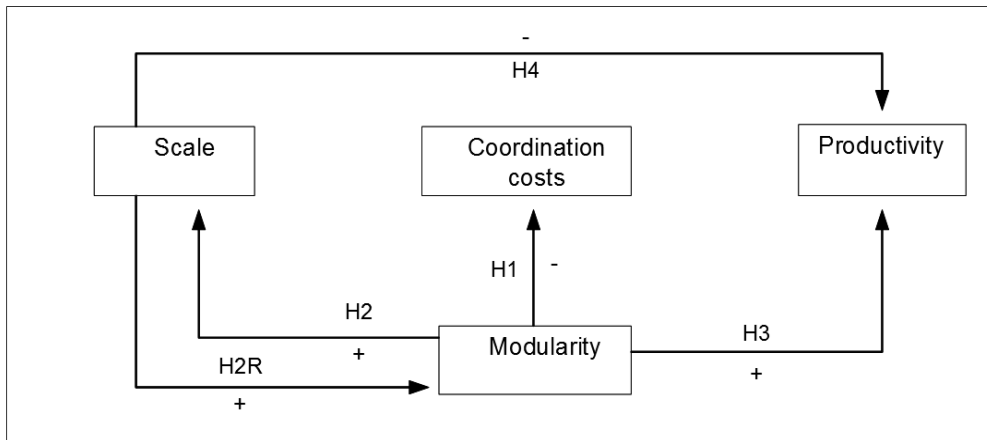 -
H4
Scale
Coordination
costs
Productivity
H1
-
H2
+
Modularity
H3
+
H2R
+